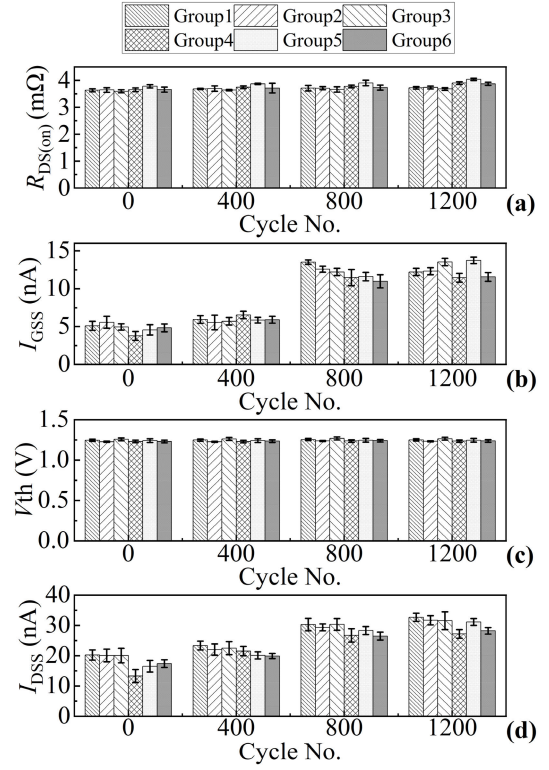 Group1 Group2 Group3
Group4 Group5 Group6
4
3
2
1
0
R_DS(on) (mΩ)
0 400 800 1200
Cycle No.
(a)
15
10
5
0
I_GSS (nA)
0 400 800 1200
Cycle No.
(b)
1.5
1.0
0.5
0.0
Vth (V)
0 400 800 1200
Cycle No.
(c)
40
30
20
10
0
I_DSS (nA)
0 400 800 1200
Cycle No.
(d)